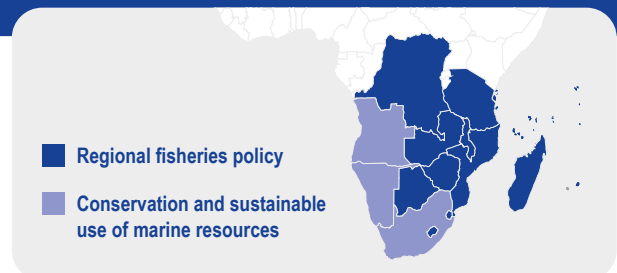 Regional fisheries policy
Conservation and sustainable
use of marine resources